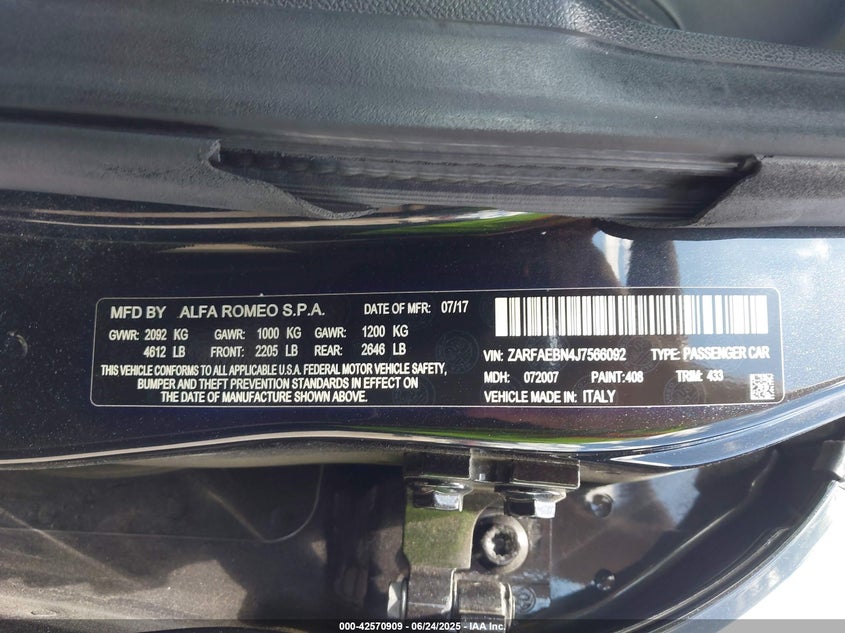 MFD BY ALFA ROMEO S.P.A. DATE OF MFR: 07/17
GVWR: 2092 KG GAWR: 1000 KG GAWR: 1200 KG
4612 LB FRONT: 2205 LB REAR: 2646 LB
THIS VEHICLE CONFORMS TO ALL APPLICABLE U.S.A. FEDERAL MOTOR VEHICLE SAFETY,
BUMPER AND THEFT PREVENTION STANDARDS IN EFFECT ON
THE DATE OF MANUFACTURE SHOWN ABOVE.
VIN: ZARFAEBN4J7566092 TYPE: PASSENGER CAR
MDH: 072007 PAINT: 408 TRIM: 433
VEHICLE MADE IN: ITALY
000-42570909 - 06/24/2025 - IAA Inc.